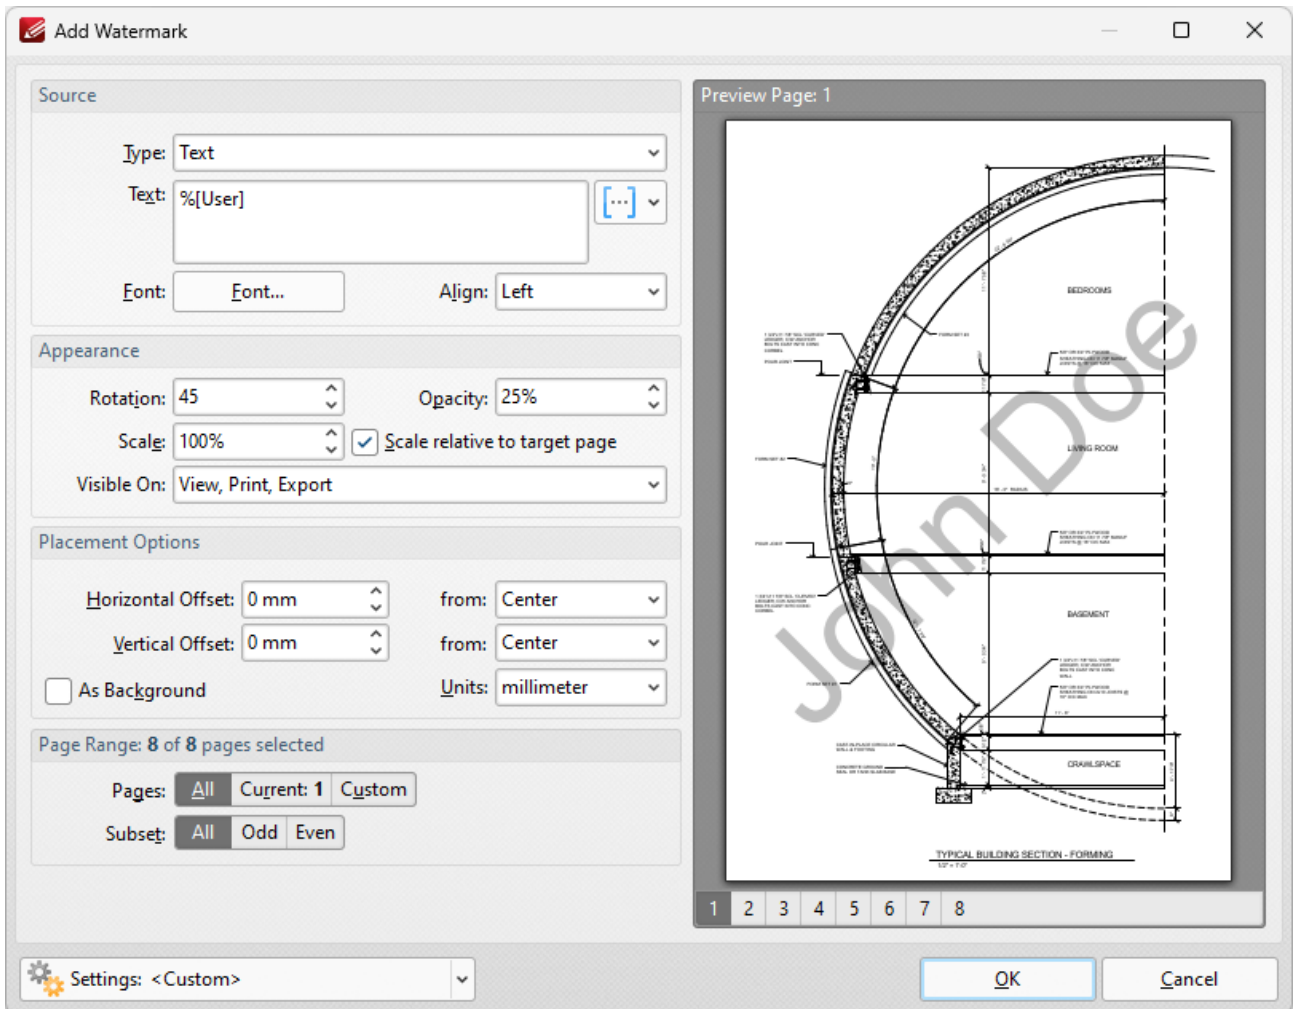 Add Watermark
Source
Type: Text
Text: %[User]
Font: Font... Align: Left
Appearance
Rotation: 45 Opacity: 25%
Scale: 100% Scale relative to target page
Visible On: View, Print, Export
Placement Options
Horizontal Offset: 0 mm from: Center
Vertical Offset: 0 mm from: Center
As Background Units: millimeter
Page Range: 8 of 8 pages selected
Pages: All Current: 1 Custom
Subset: All Odd Even
Preview Page: 1
BEDROOMS
LIVING ROOM
BASEMENT
CRAWLSPACE
John Doe
TYPICAL BUILDING SECTION - FORMING
1/2" = 1'-0"
1 2 3 4 5 6 7 8
Settings: <Custom>
OK Cancel